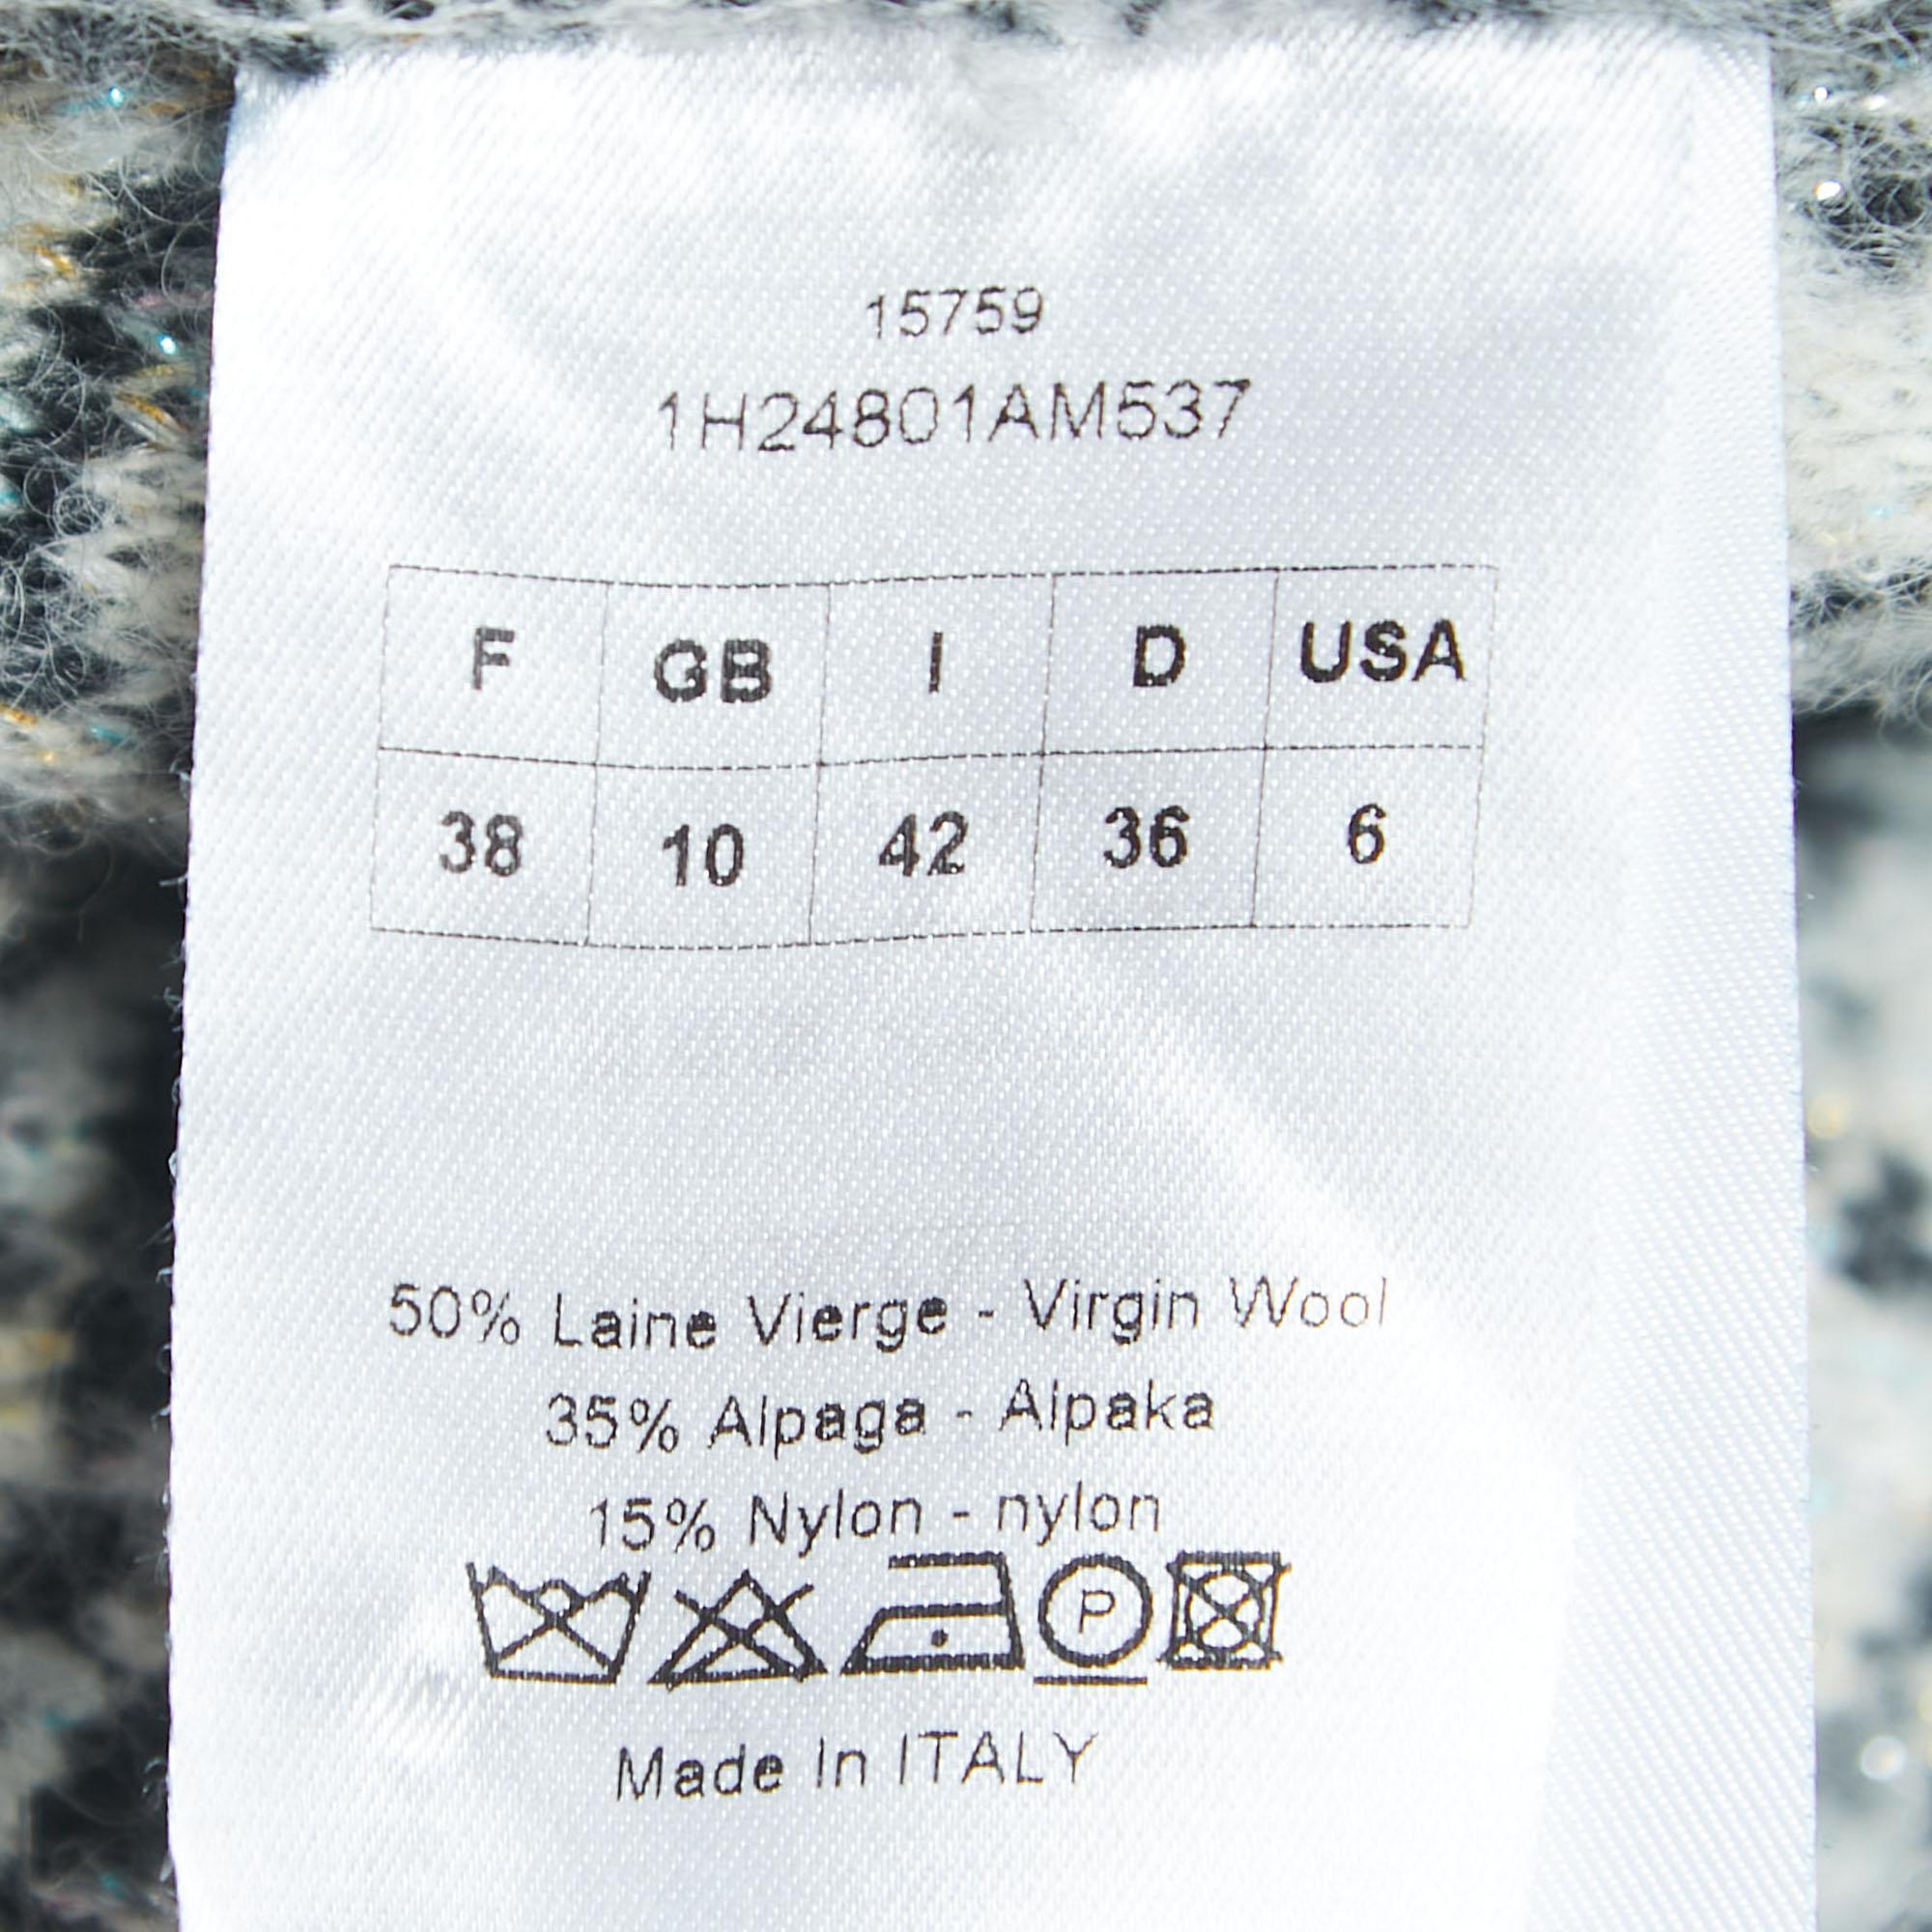 15759
1H24801AM537
F GB I D USA
38 10 42 36 6
50% Laine Vierge - Virgin Wool
35% Alpaga - Alpaka
15% Nylon - nylon
P
Made In ITALY